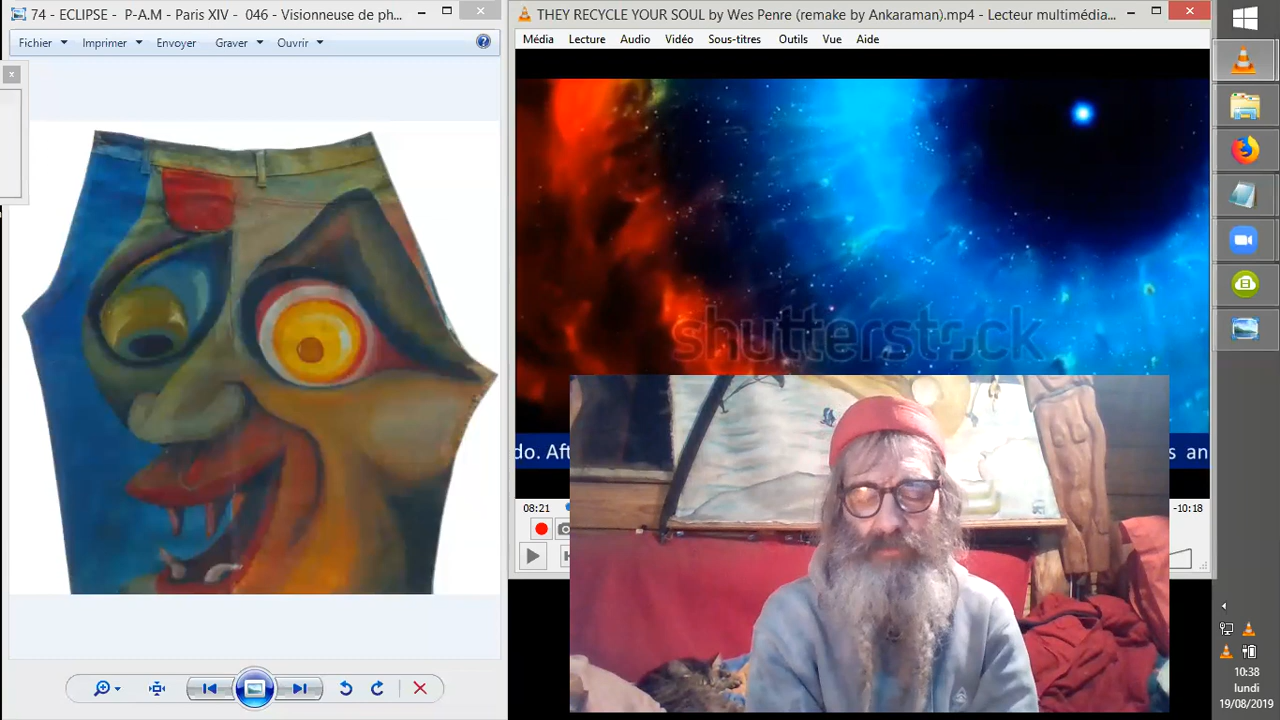 74 - ECLIPSE - P-A.M - Paris XIV - 046 - Visionneuse de ph...
Fichier Imprimer Envoyer Graver Ouvrir
THEY RECYCLE YOUR SOUL by Wes Penre (remake by Ankaraman).mp4 - Lecteur multimédia...
Média Lecture Audio Vidéo Sous-titres Outils Vue Aide
shutterstock
do. Aft
s an
08:21
-10:18
10:38
lundi
19/08/2019